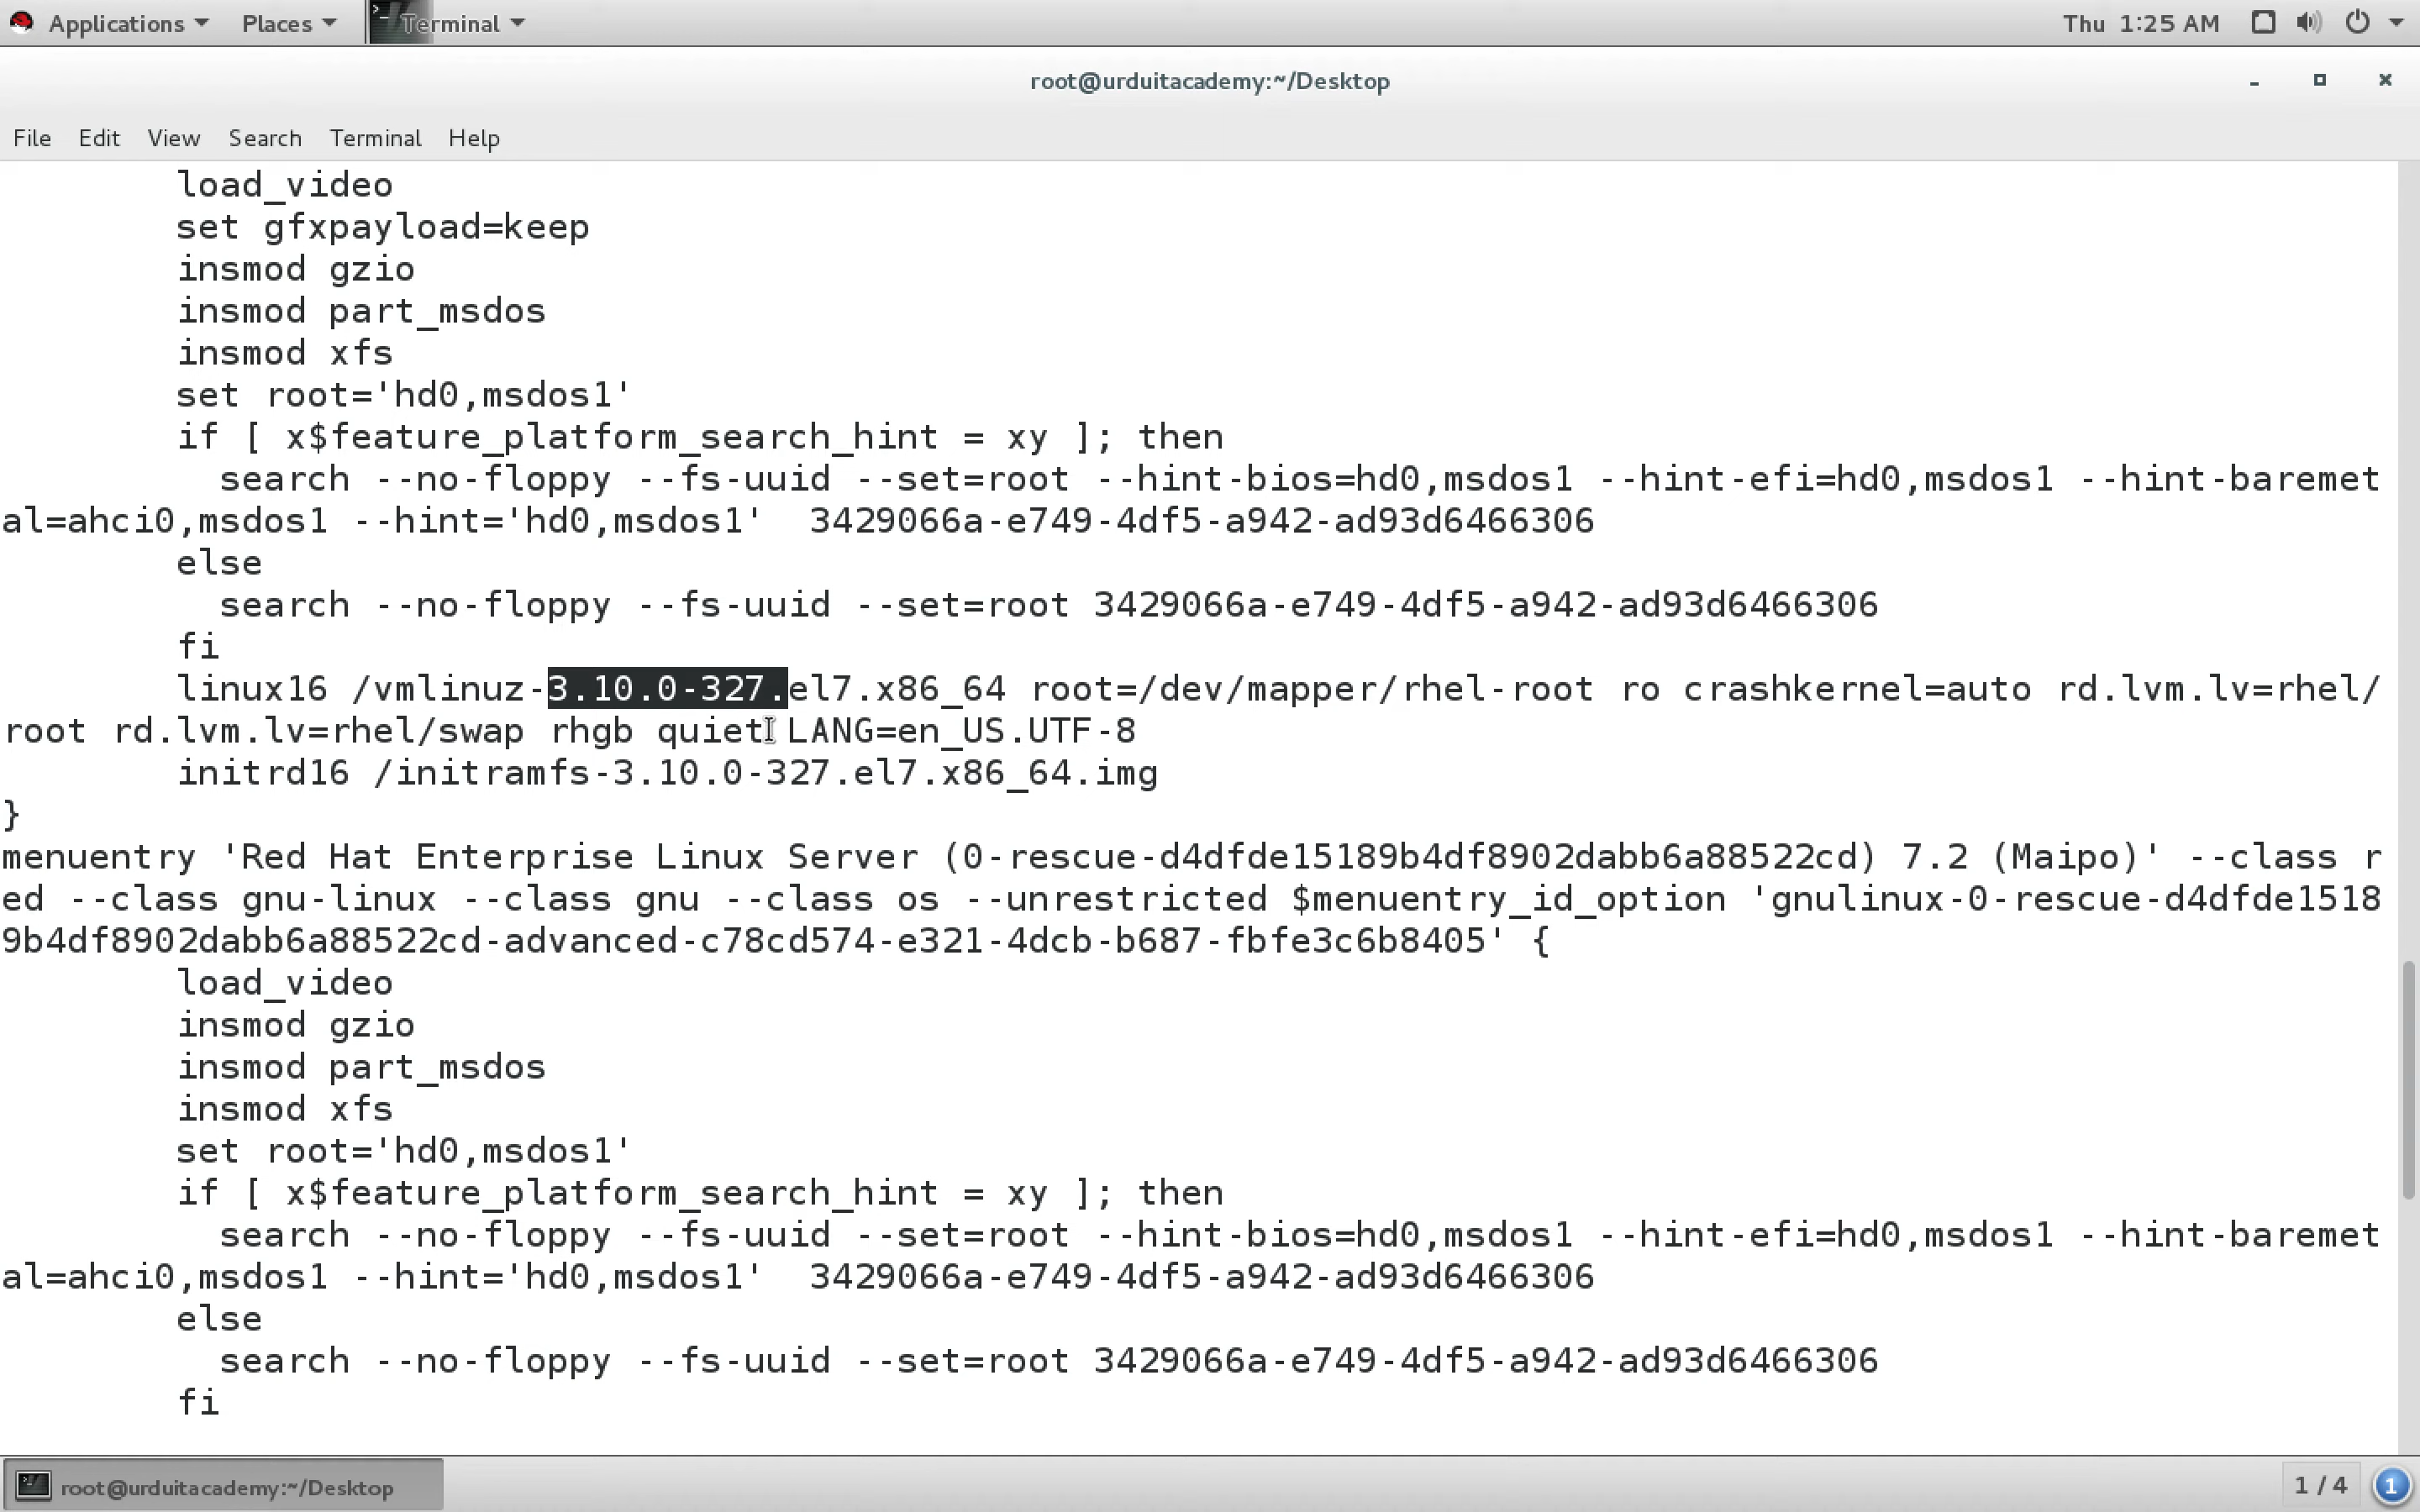 Applications Places Terminal Thu 1:25 AM
root@urduitacademy:~/Desktop
File Edit View Search Terminal Help
load_video
set gfxpayload=keep
insmod gzio
insmod part_msdos
insmod xfs
set root='hd0,msdos1'
if [ x$feature_platform_search_hint = xy ]; then
search --no-floppy --fs-uuid --set=root --hint-bios=hd0,msdos1 --hint-efi=hd0,msdos1 --hint-baremet
al=ahci0,msdos1 --hint='hd0,msdos1'  3429066a-e749-4df5-a942-ad93d6466306
else
search --no-floppy --fs-uuid --set=root 3429066a-e749-4df5-a942-ad93d6466306
fi
linux16 /vmlinuz-3.10.0-327.el7.x86_64 root=/dev/mapper/rhel-root ro crashkernel=auto rd.lvm.lv=rhel/
root rd.lvm.lv=rhel/swap rhgb quiet LANG=en_US.UTF-8
initrd16 /initramfs-3.10.0-327.el7.x86_64.img
}
menuentry 'Red Hat Enterprise Linux Server (0-rescue-d4dfde15189b4df8902dabb6a88522cd) 7.2 (Maipo)' --class r
ed --class gnu-linux --class gnu --class os --unrestricted $menuentry_id_option 'gnulinux-0-rescue-d4dfde1518
9b4df8902dabb6a88522cd-advanced-c78cd574-e321-4dcb-b687-fbfe3c6b8405' {
load_video
insmod gzio
insmod part_msdos
insmod xfs
set root='hd0,msdos1'
if [ x$feature_platform_search_hint = xy ]; then
search --no-floppy --fs-uuid --set=root --hint-bios=hd0,msdos1 --hint-efi=hd0,msdos1 --hint-baremet
al=ahci0,msdos1 --hint='hd0,msdos1'  3429066a-e749-4df5-a942-ad93d6466306
else
search --no-floppy --fs-uuid --set=root 3429066a-e749-4df5-a942-ad93d6466306
fi
root@urduitacademy:~/Desktop 1 / 4 1